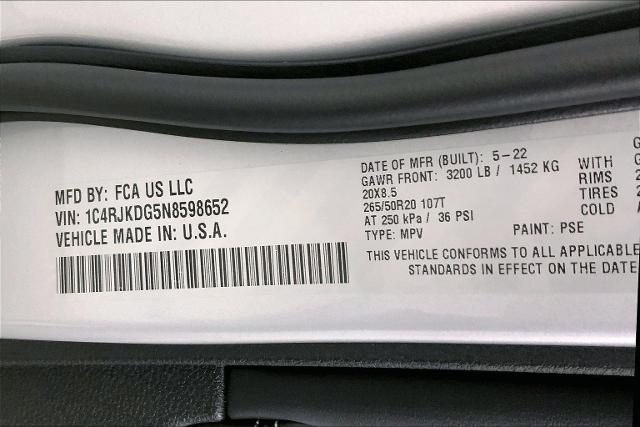 MFD BY: FCA US LLC
VIN: 1C4RJKDG5N8598652
VEHICLE MADE IN: U.S.A.
DATE OF MFR (BUILT): 5-22
GAWR FRONT: 3200 LB / 1452 KG WITH
20X8.5 RIMS
265/50R20 107T TIRES
AT 250 kPa / 36 PSI COLD
TYPE: MPV PAINT: PSE
THIS VEHICLE CONFORMS TO ALL APPLICABLE
STANDARDS IN EFFECT ON THE DATE